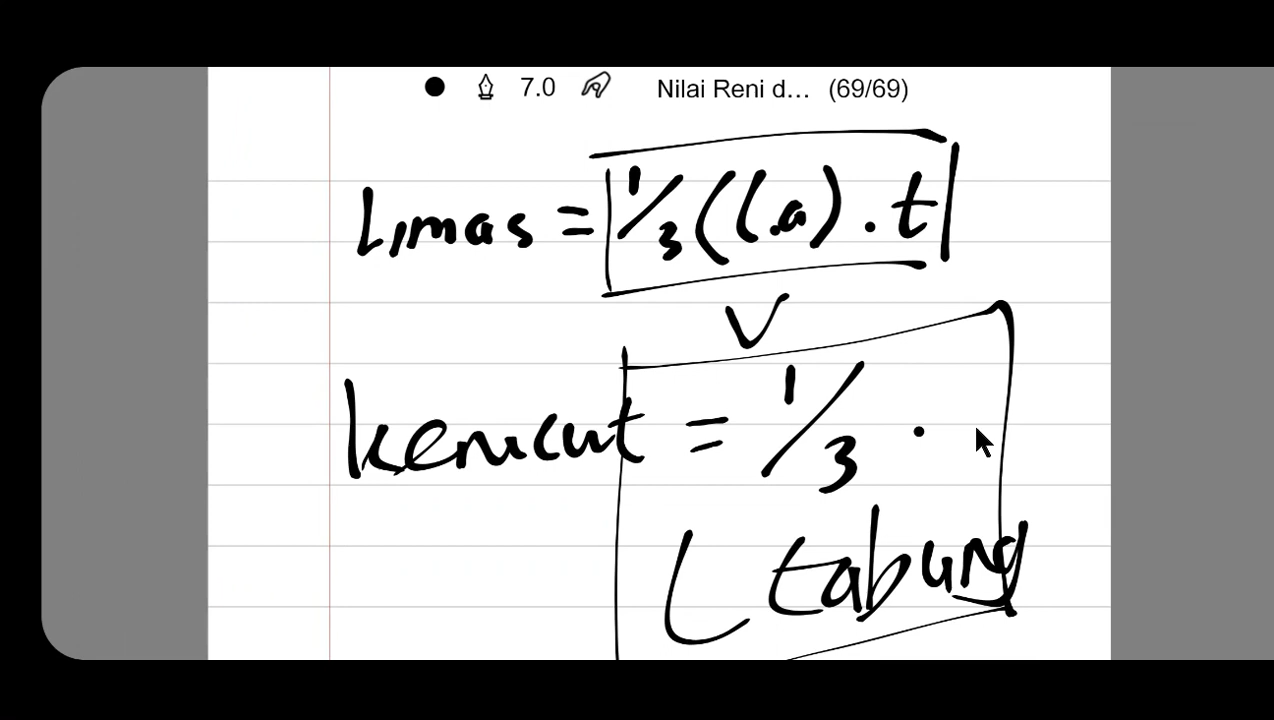 7.0 Nilai Reni d... (69/69)
Limas = 1/3 (l.a) . t
V
kerucut = 1/3 .
L tabung